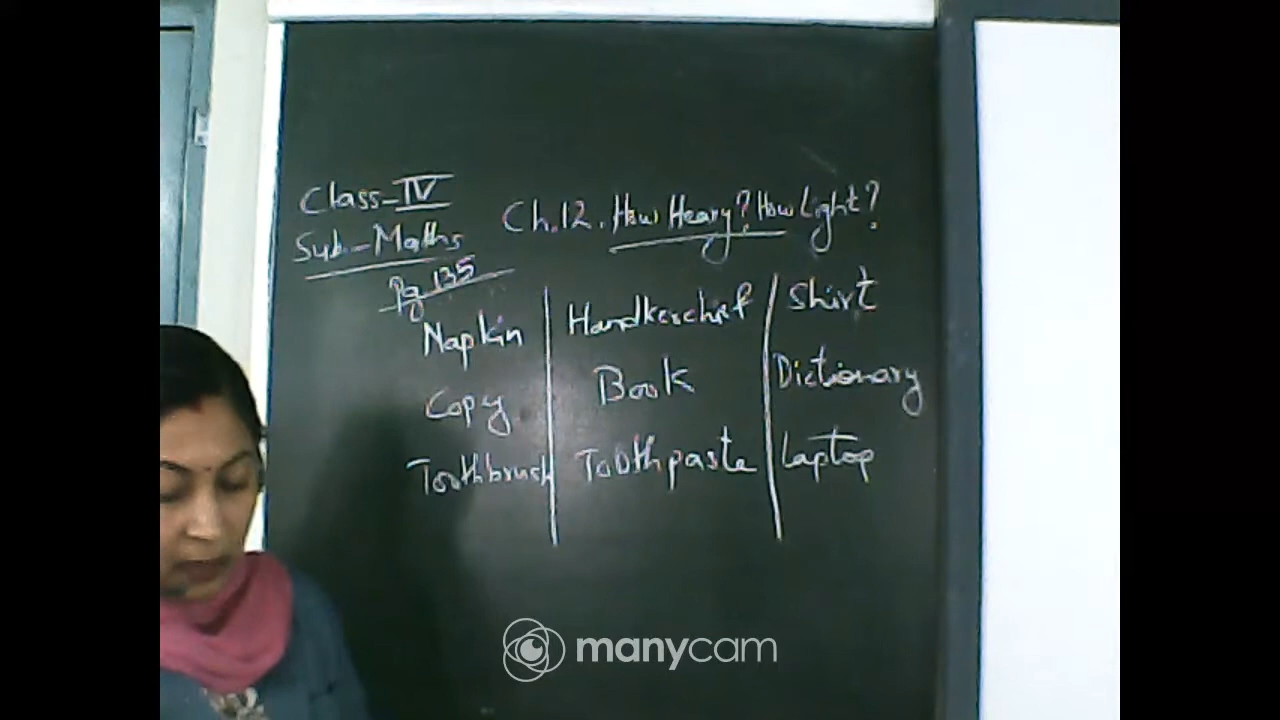 Class-IV
Sub-Maths
Ch.12. How Heavy? How Light?
Pg 135
Napkin Handkerchief Shirt
Copy Book Dictionary
Toothbrush Toothpaste Laptop
manycam